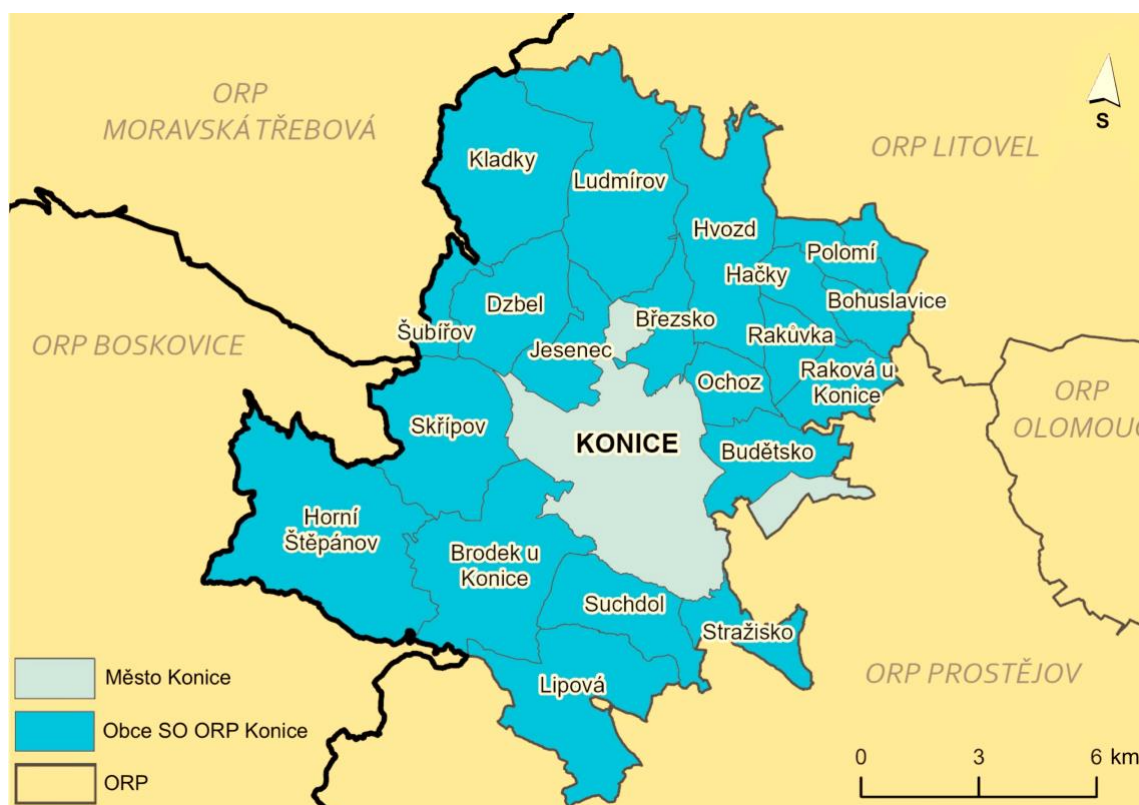 ORP
MORAVSKÁ TŘEBOVÁ
ORP LITOVEL
S
Kladky
Ludmírov
Hvozd
Polomí
Hačky
Bohuslavice
Dzbel
Březsko
Šubířov
Jesenec
Rakůvka
ORP BOSKOVICE
Ochoz
Raková u
Konice
ORP
OLOMOUC
Skřípov
KONICE
Budětsko
Horní
Štěpánov
Brodek u
Konice
Suchdol
Stražisko
Lipová
ORP PROSTĚJOV
Město Konice
Obce SO ORP Konice
ORP
0 3 6 km